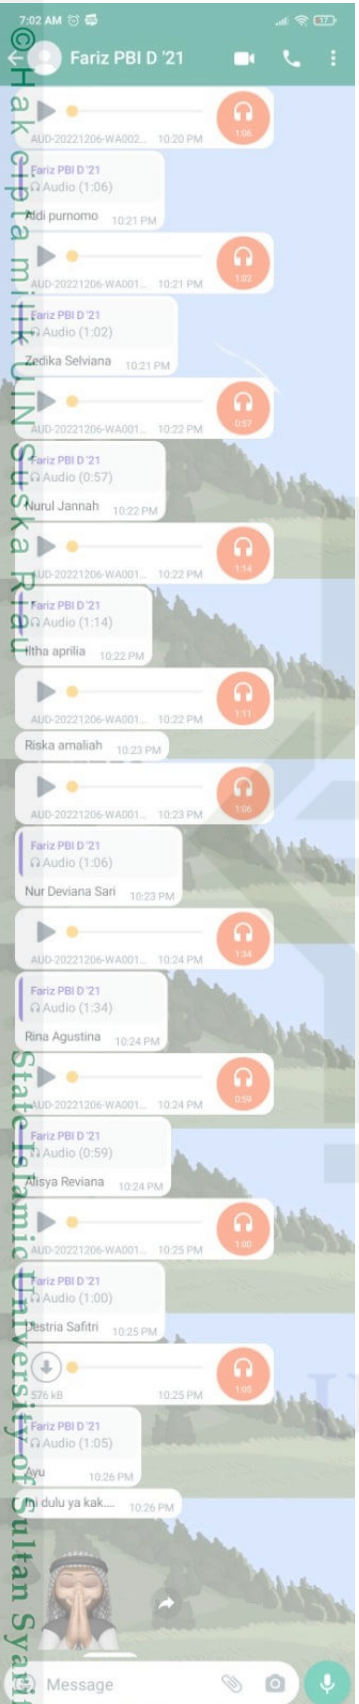 7:02 AM
17
Fariz PBI D '21
1:06
AUD-20221206-WA002... 10:20 PM
Fariz PBI D '21
Audio (1:06)
Aldi purnomo 10:21 PM
1:02
AUD-20221206-WA001... 10:21 PM
Fariz PBI D '21
Audio (1:02)
Zedika Selviana 10:21 PM
0:57
AUD-20221206-WA001... 10:22 PM
Fariz PBI D '21
Audio (0:57)
Nurul Jannah 10:22 PM
1:14
AUD-20221206-WA001... 10:22 PM
Fariz PBI D '21
Audio (1:14)
Iltha aprilia 10:22 PM
1:11
AUD-20221206-WA001... 10:22 PM
Riska amaliah 10:23 PM
1:06
AUD-20221206-WA001... 10:23 PM
Fariz PBI D '21
Audio (1:06)
Nur Deviana Sari 10:23 PM
1:34
AUD-20221206-WA001... 10:24 PM
Fariz PBI D '21
Audio (1:34)
Rina Agustina 10:24 PM
0:59
AUD-20221206-WA001... 10:24 PM
Fariz PBI D '21
Audio (0:59)
Alisya Reviana 10:24 PM
1:00
AUD-20221206-WA001... 10:25 PM
Fariz PBI D '21
Audio (1:00)
Destria Safitri 10:25 PM
1:05
576 kB 10:25 PM
Fariz PBI D '21
Audio (1:05)
Ayu 10:26 PM
Ini dulu ya kak.... 10:26 PM
Message
© Hak cipta milik UIN Suska Riau
State Islamic University of Sultan Syarif